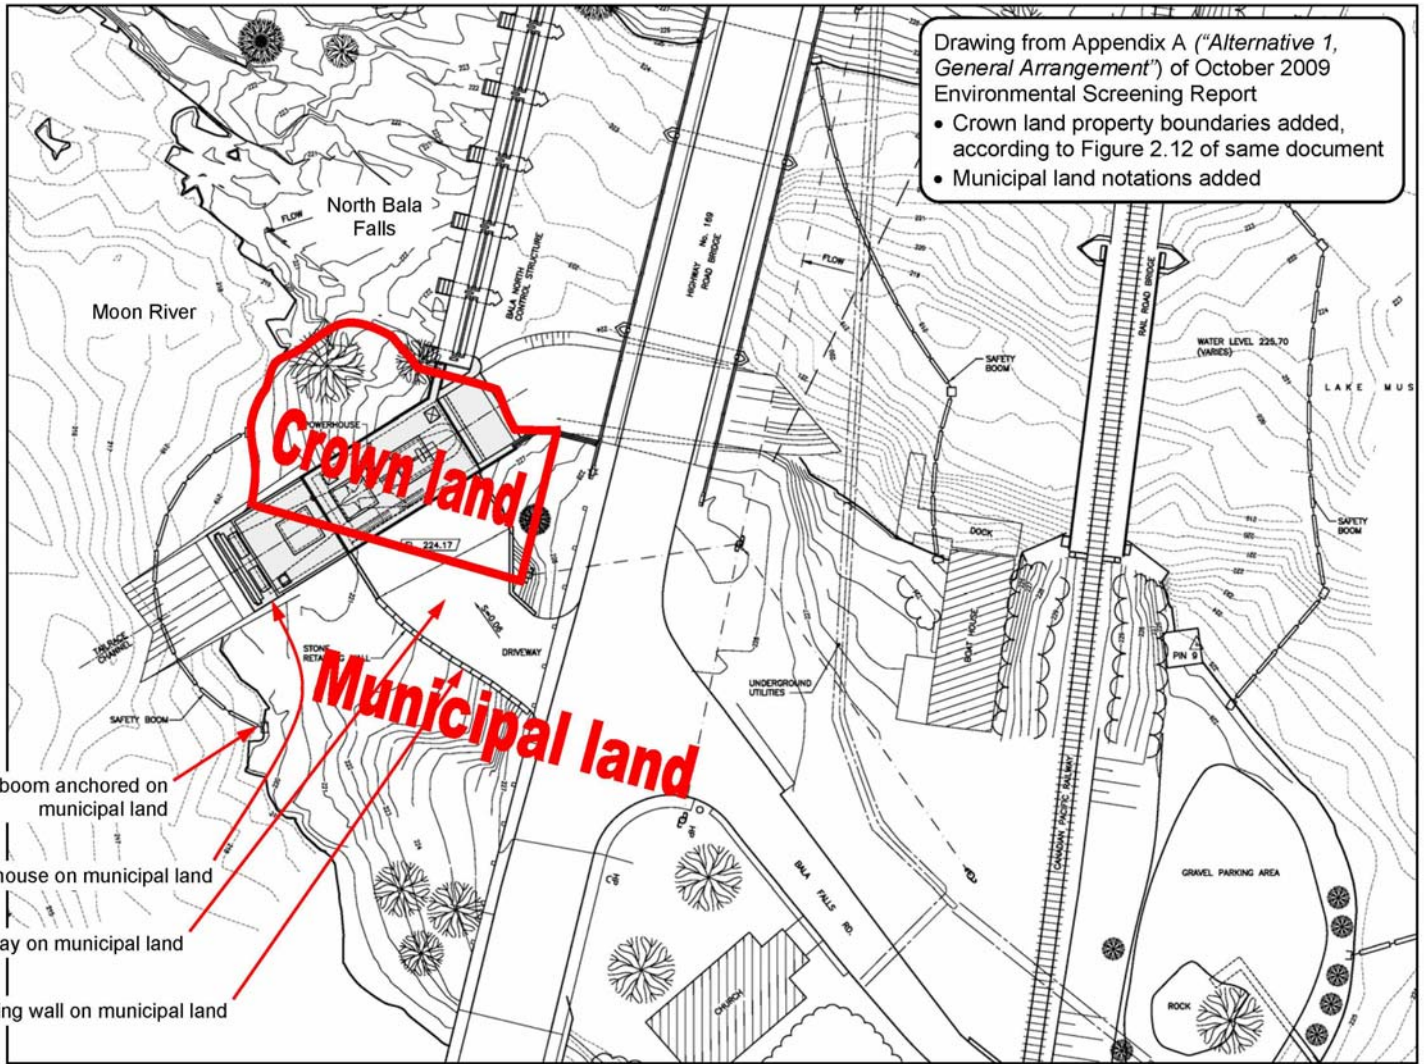 Drawing from Appendix A ("Alternative 1,
General Arrangement") of October 2009
Environmental Screening Report
• Crown land property boundaries added,
according to Figure 2.12 of same document
• Municipal land notations added
North Bala
Falls
FLOW
Moon River
BALA NORTH
CONTROL STRUCTURE
HIGHWAY No. 169
ROAD BRIDGE
FLOW
SAFETY
BOOM
RAIL ROAD BRIDGE
WATER LEVEL 225.70
(VARIES)
LAKE MUS
POWERHOUSE
Crown land
EL 224.17
SAFETY
BOOM
DOCK
BOAT HOUSE
PIN 9
TAILRACE
CHANNEL
STONE
RETAINING WALL
S=0.06
DRIVEWAY
Municipal land
UNDERGROUND
UTILITIES
SAFETY BOOM
boom anchored on
municipal land
house on municipal land
ay on municipal land
ing wall on municipal land
CANADIAN PACIFIC RAILWAY
BALA FALLS RD.
GRAVEL PARKING AREA
CHURCH
ROCK
HP
HP